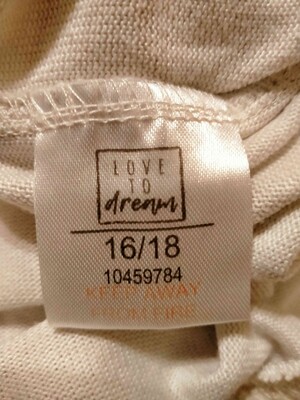 LOVE
TO
dream
16/18
10459784
KEEP AWAY
FROM FIRE